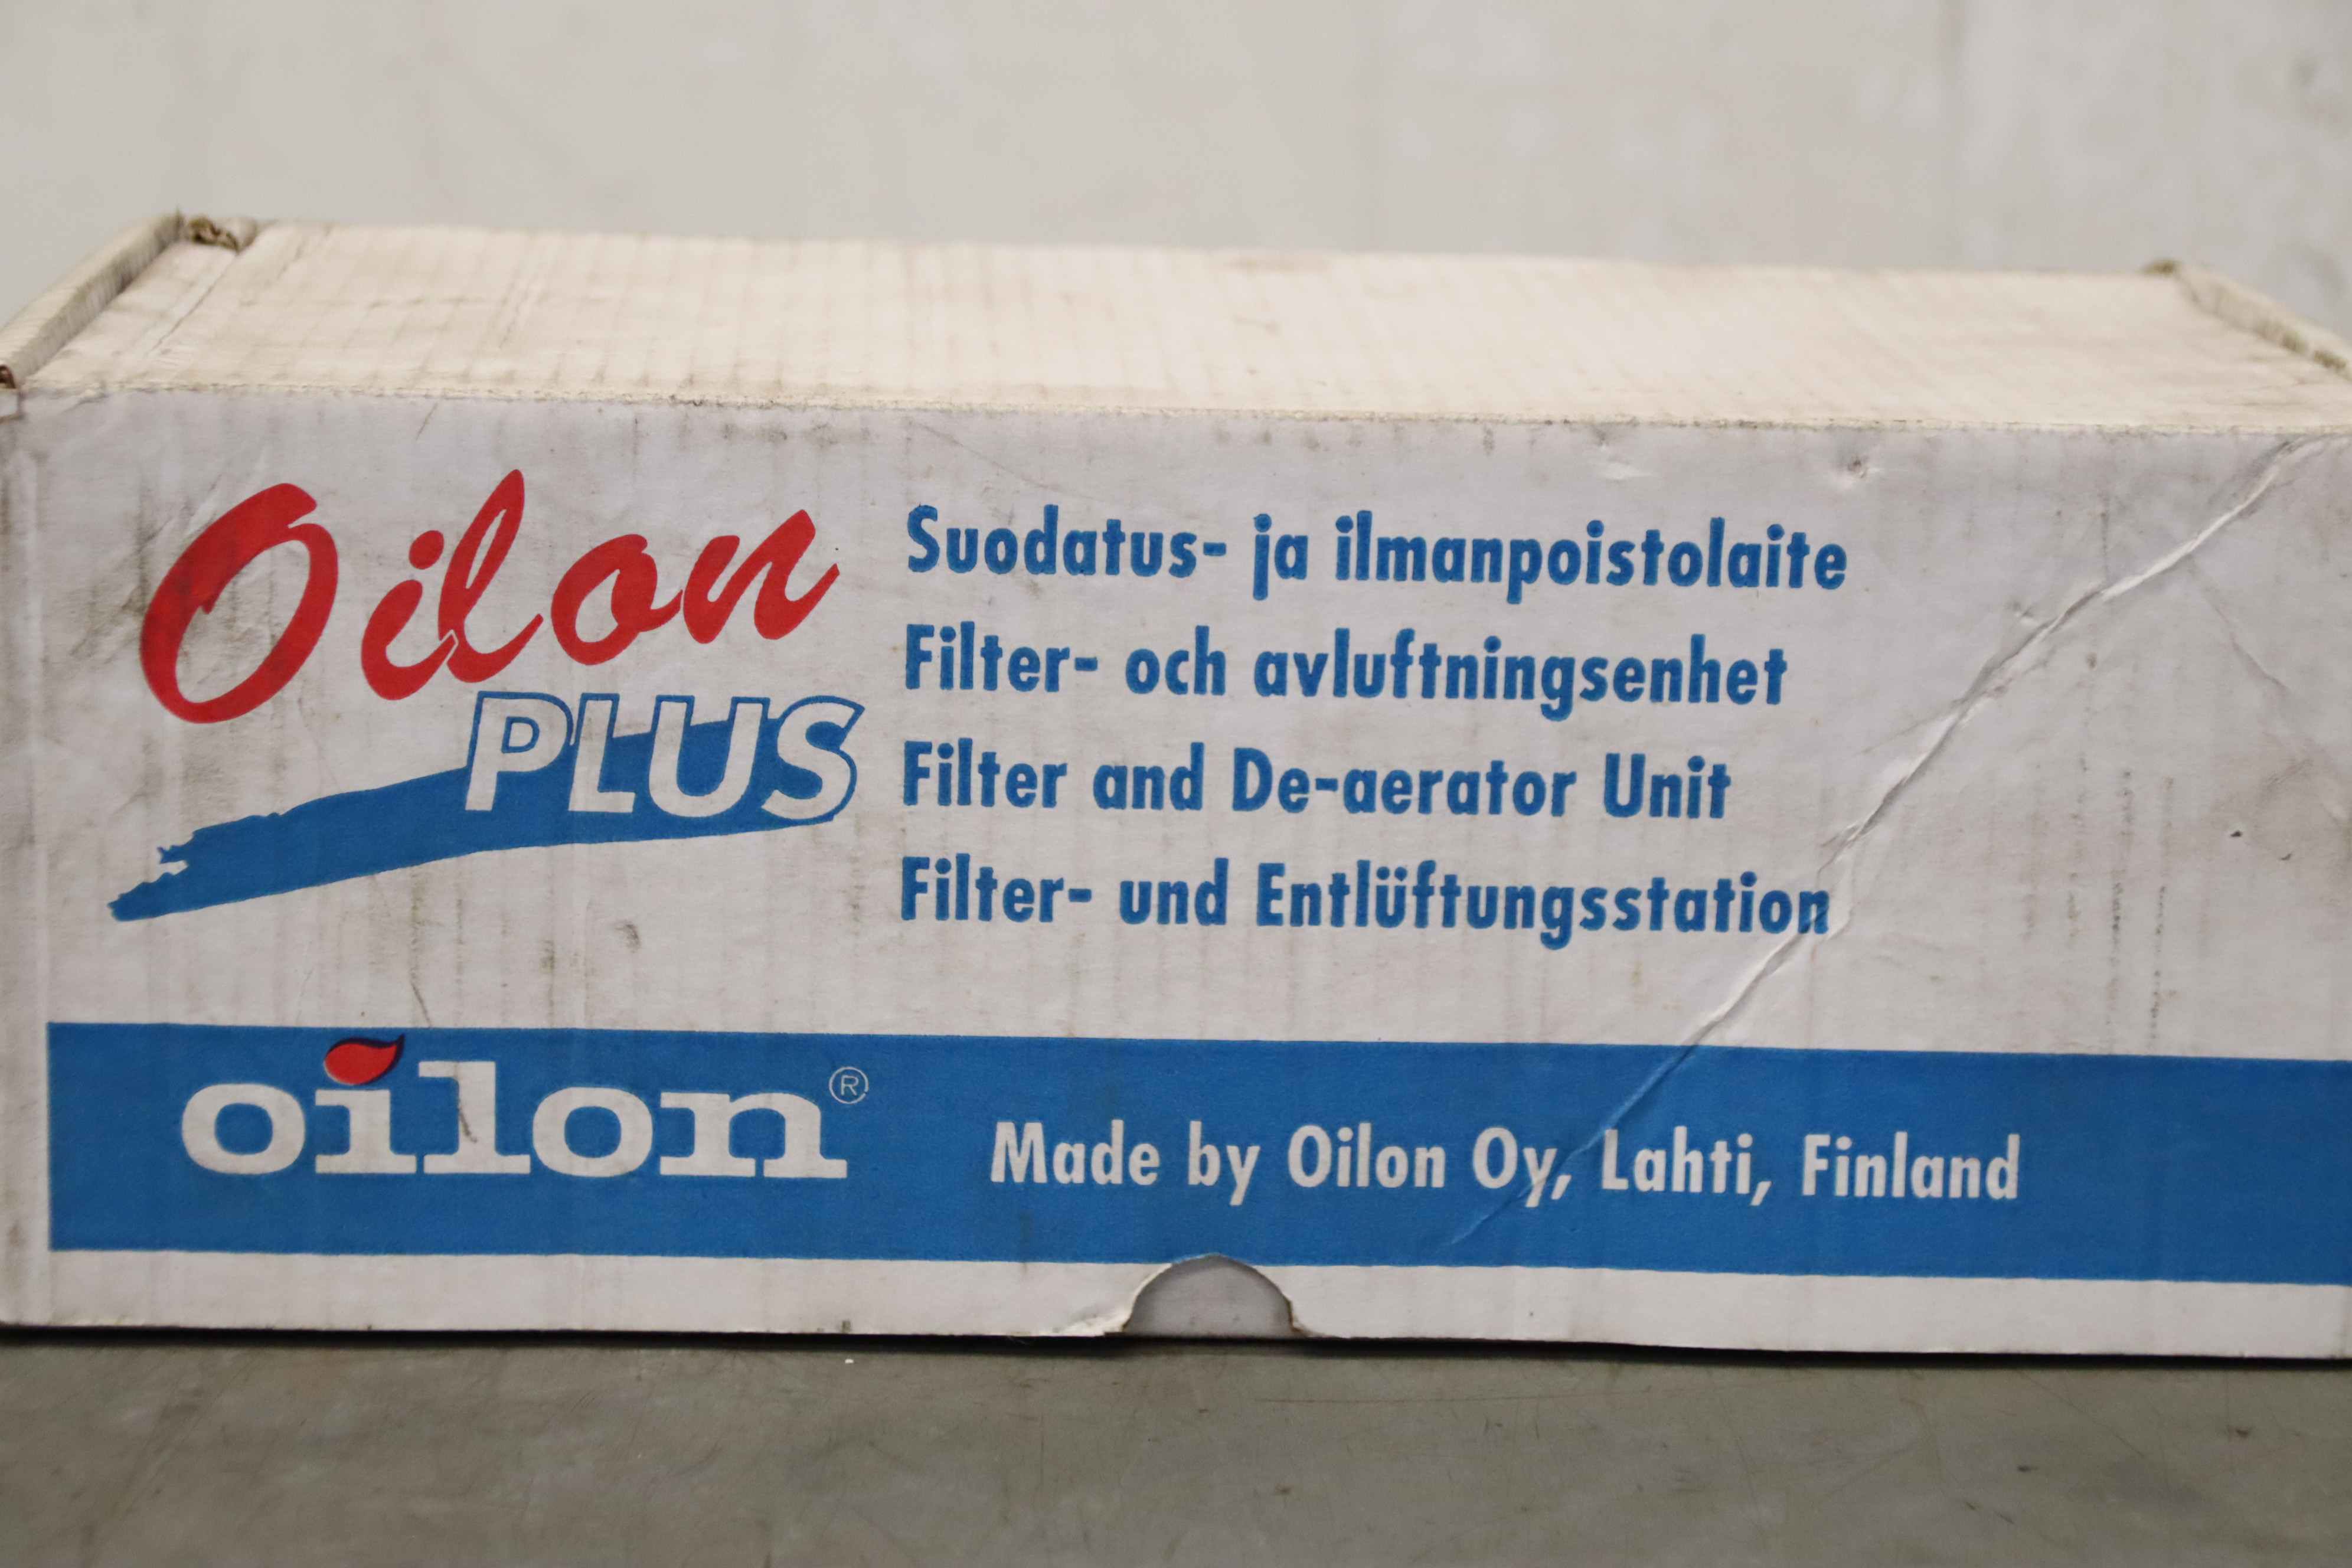 Oilon
PLUS
Suodatus- ja ilmanpoistolaite
Filter- och avluftningsenhet
Filter and De-aerator Unit
Filter- und Entlüftungsstation
oilon®
Made by Oilon Oy, Lahti, Finland